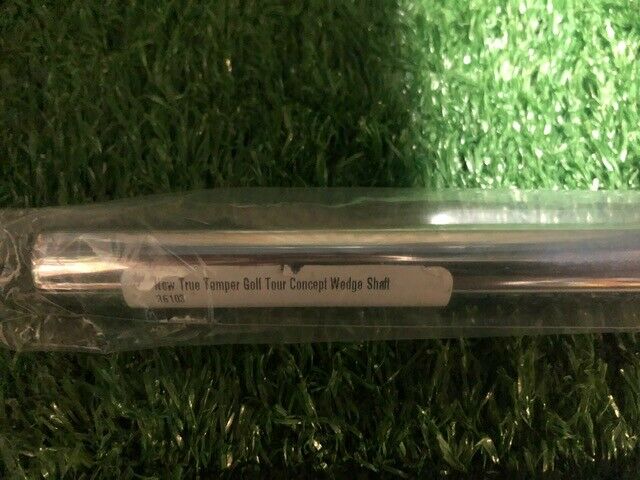 New True Temper Golf Tour Concept Wedge Shaft
36103